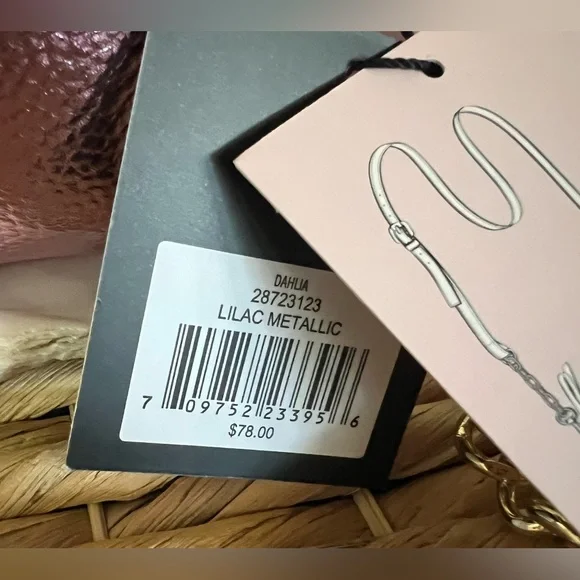 DAHLIA
28723123
LILAC METALLIC
7 09752 23395 6
$78.00